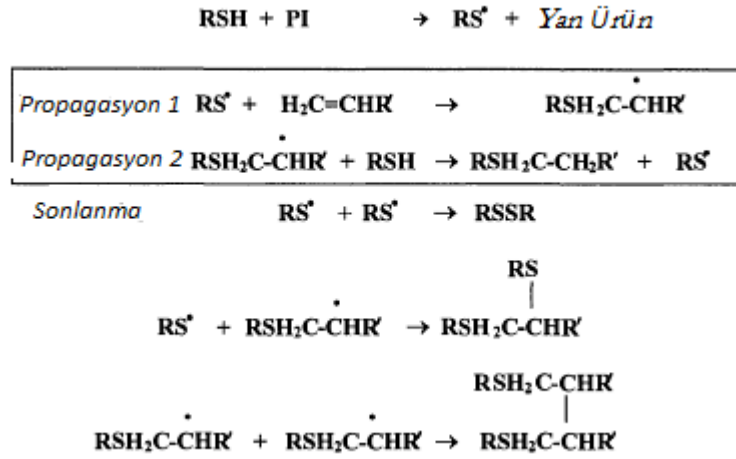 RSH + PI → RS• + Yan Ürün
Propagasyon 1 RS• + H₂C=CHR′ → RSH₂C-ĊHR′
Propagasyon 2 RSH₂C-ĊHR′ + RSH → RSH₂C-CH₂R′ + RS•
Sonlanma RS• + RS• → RSSR
RS
RS• + RSH₂C-ĊHR′ → RSH₂C-CHR′
RSH₂C-CHR′
RSH₂C-ĊHR′ + RSH₂C-ĊHR′ → RSH₂C-CHR′